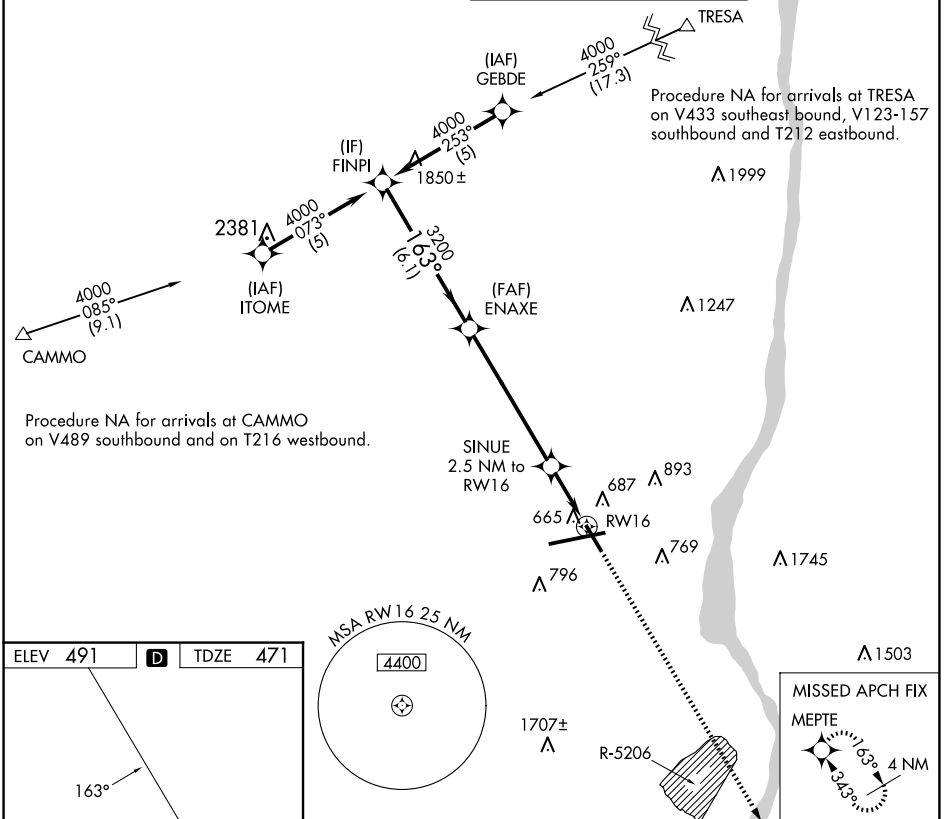 TRESA
4000
259°
(17.3)
(IAF)
GEBDE
Procedure NA for arrivals at TRESA
on V433 southeast bound, V123-157
southbound and T212 eastbound.
4000
253°
(5)
(IF)
FINPI
1850 ±
1999
2381
4000
073°
(5)
3200
163°
(6.1)
(IAF)
ITOME
4000
085°
(9.1)
CAMMO
(FAF)
ENAXE
1247
Procedure NA for arrivals at CAMMO
on V489 southbound and on T216 westbound.
SINUE
2.5 NM to
RW16
687
893
665
RW16
769
1745
796
MSA RW16 25 NM
4400
ELEV 491
D
TDZE 471
163°
1707±
R-5206
1503
MISSED APCH FIX
MEPTE
163°
4 NM
343°